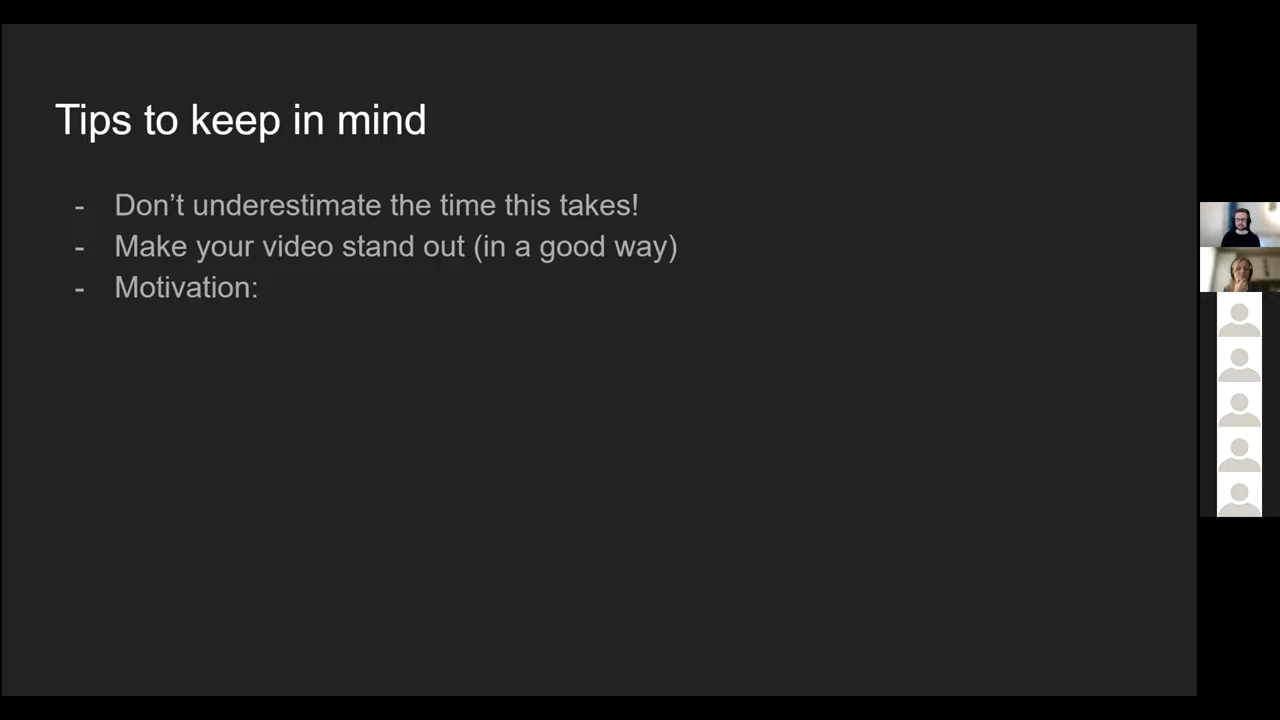 Tips to keep in mind
- Don’t underestimate the time this takes!
- Make your video stand out (in a good way)
- Motivation: